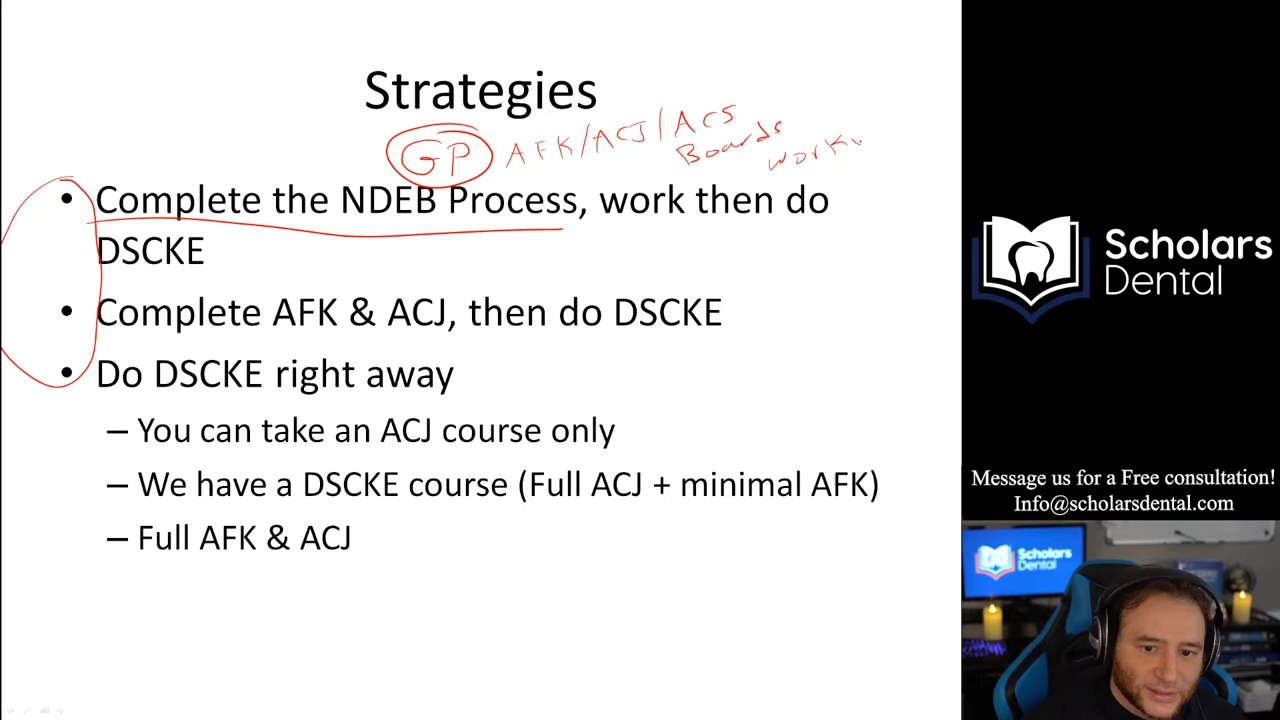 Strategies
GP AFK/ACJ/ACS
Boards
work
• Complete the NDEB Process, work then do
DSCKE
• Complete AFK & ACJ, then do DSCKE
• Do DSCKE right away
– You can take an ACJ course only
– We have a DSCKE course (Full ACJ + minimal AFK)
– Full AFK & ACJ
Scholars
Dental
Message us for a Free consultation!
Info@scholarsdental.com
Scholars
Dental